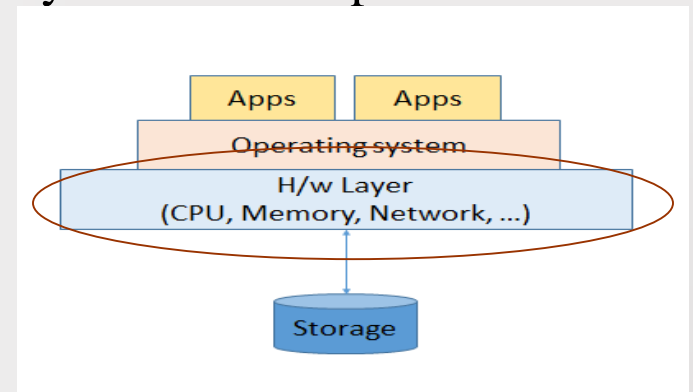 Apps Apps
Operating system
H/w Layer
(CPU, Memory, Network, ...)
Storage